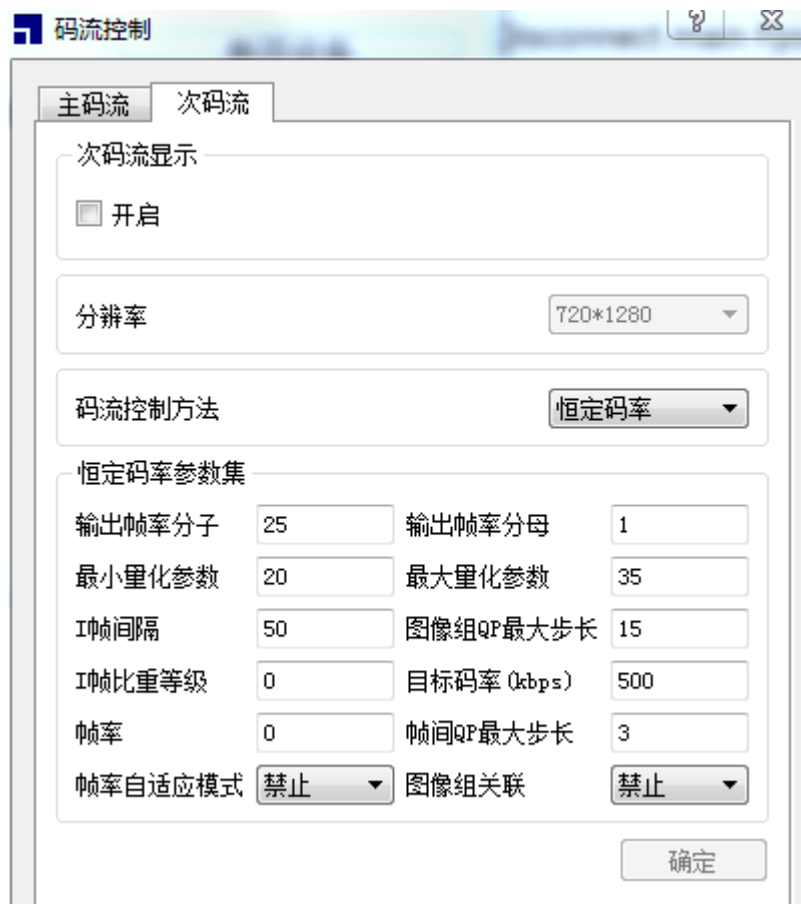 码流控制
主码流 次码流
次码流显示
开启
分辨率 720*1280
码流控制方法 恒定码率
恒定码率参数集
输出帧率分子 25 输出帧率分母 1
最小量化参数 20 最大量化参数 35
I帧间隔 50 图像组QP最大步长 15
I帧比重等级 0 目标码率(kbps) 500
帧率 0 帧间QP最大步长 3
帧率自适应模式 禁止 图像组关联 禁止
确定